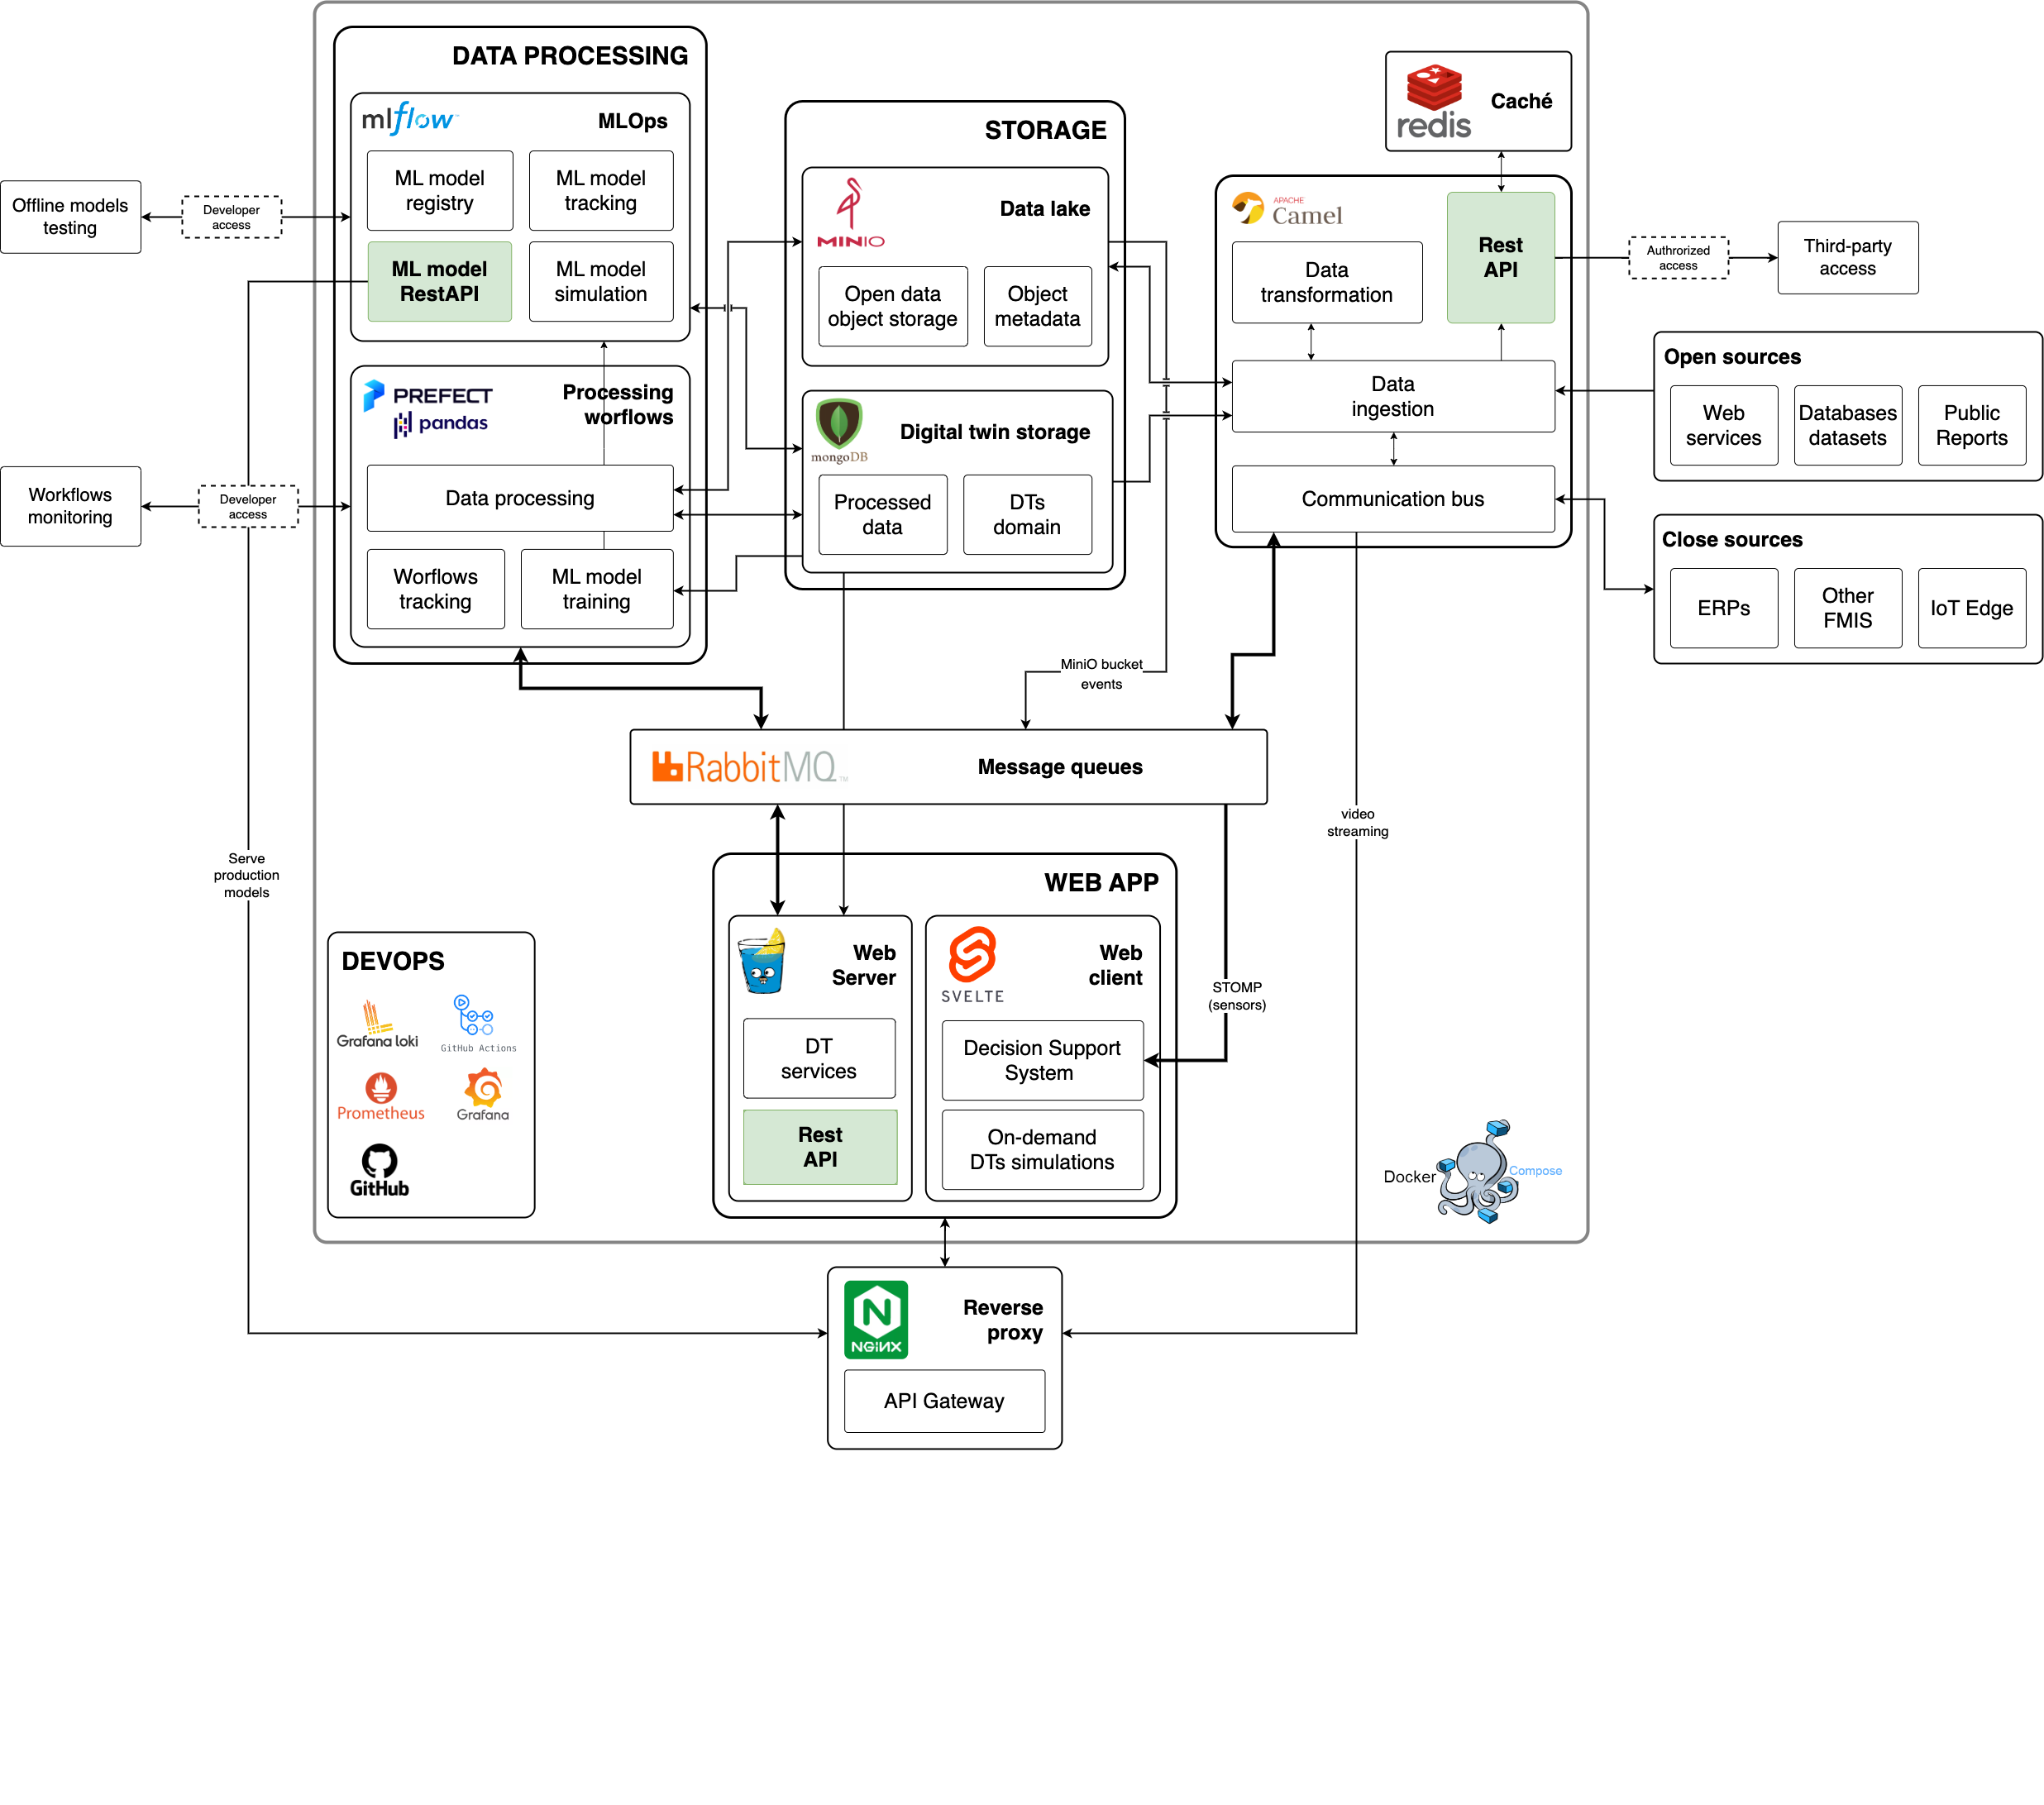 DATA PROCESSING
mlflow™
MLOps
ML model
registry
ML model
tracking
ML model
RestAPI
ML model
simulation
Offline models
testing
Developer
access
PREFECT
pandas
Processing
worflows
Data processing
Worflows
tracking
ML model
training
Workflows
monitoring
Developer
access
STORAGE
MINIO
Data lake
Open data
object storage
Object
metadata
mongoDB
Digital twin storage
Processed
data
DTs
domain
redis
Caché
APACHE
Camel
Rest
API
Data
transformation
Data
ingestion
Communication bus
Authrorized
access
Third-party
access
Open sources
Web
services
Databases
datasets
Public
Reports
Close sources
ERPs
Other
FMIS
IoT Edge
MiniO bucket
events
RabbitMQ™
Message queues
video
streaming
Serve
production
models
WEB APP
Web
Server
DT
services
Rest
API
SVELTE
Web
client
Decision Support
System
On-demand
DTs simulations
STOMP
(sensors)
DEVOPS
Grafana loki
GitHub Actions
Prometheus
Grafana
GitHub
Docker
Compose
NGINX
Reverse
proxy
API Gateway